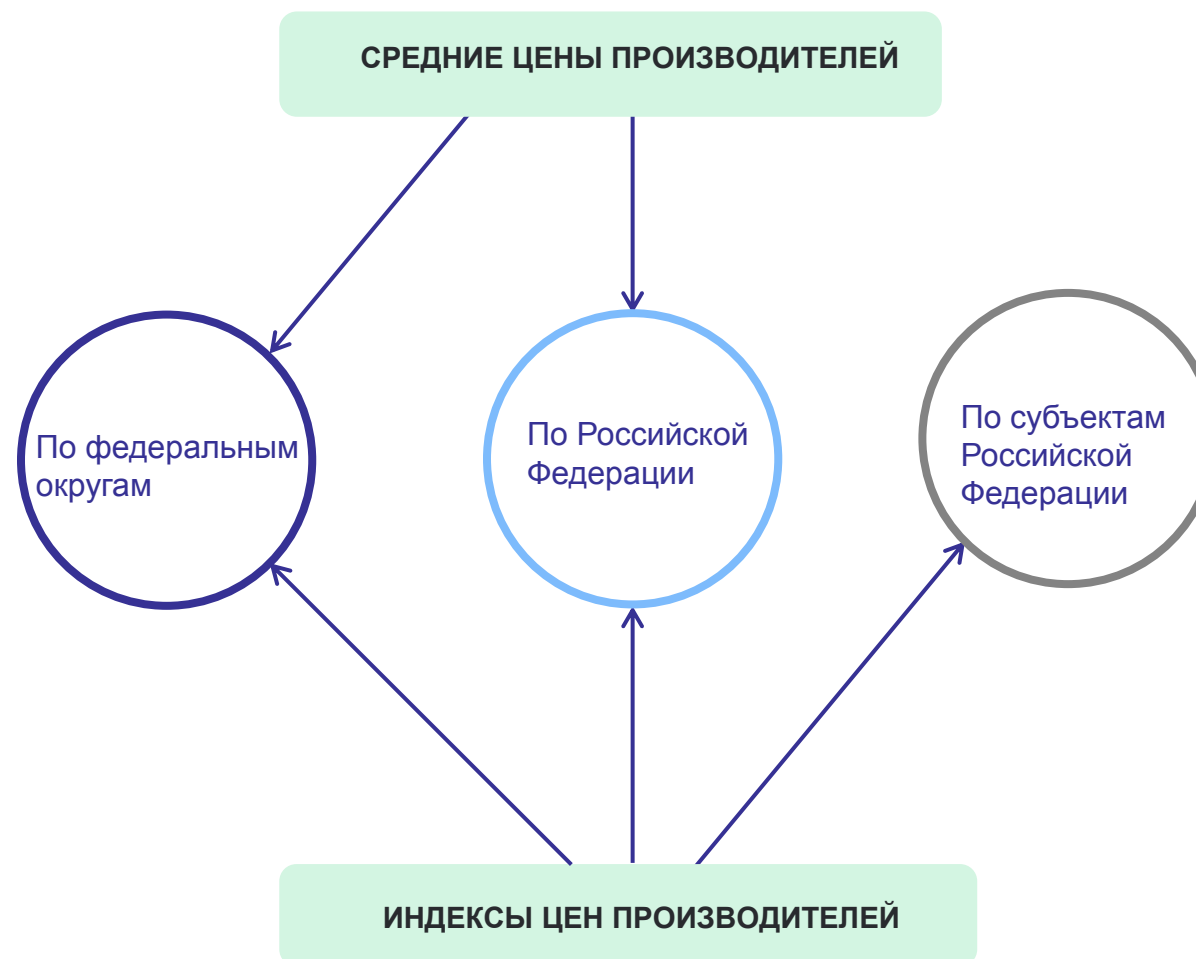 СРЕДНИЕ ЦЕНЫ ПРОИЗВОДИТЕЛЕЙ
По федеральным
округам
По Российской
Федерации
По субъектам
Российской
Федерации
ИНДЕКСЫ ЦЕН ПРОИЗВОДИТЕЛЕЙ